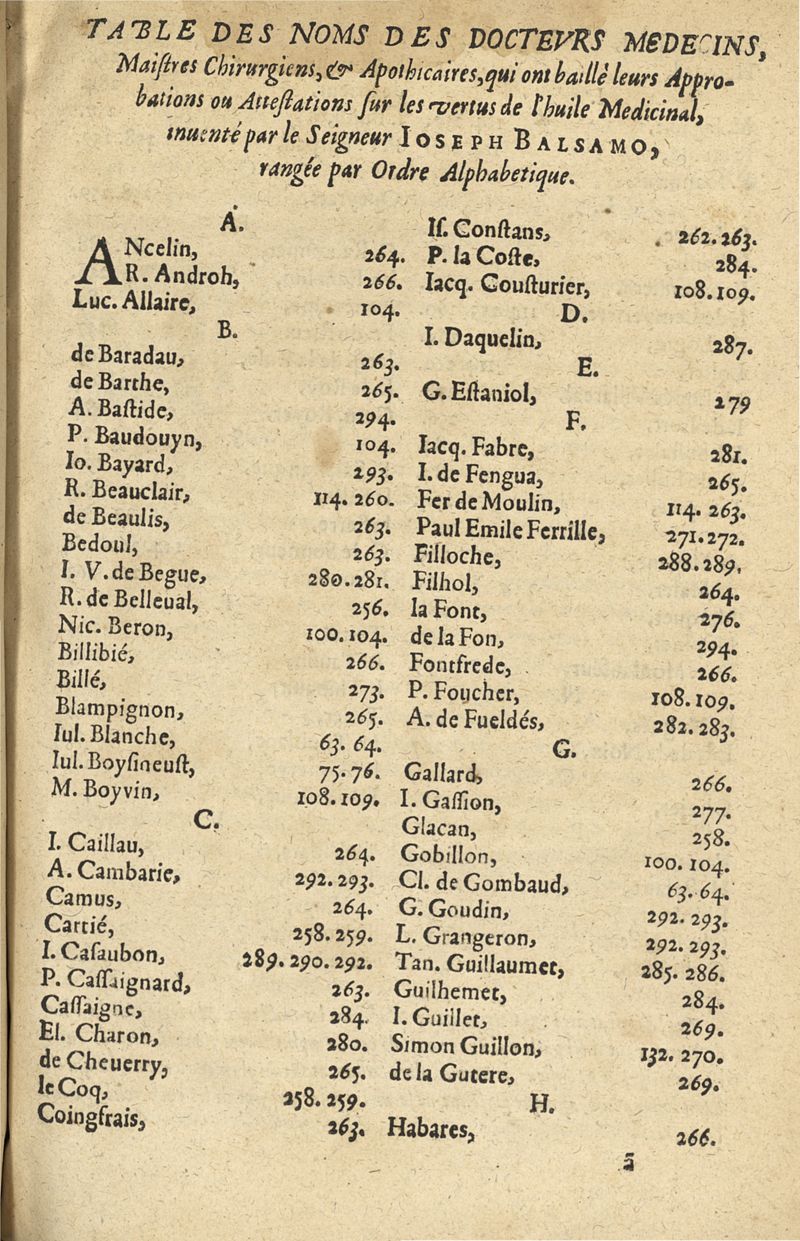 TABLE DES NOMS DES DOCTEVRS MEDECINS,
Maiſtres Chirurgiens, & Apothicaires, qui ont baillé leurs Appro-
bations ou Atteſtations ſur les vertus de l'huile Medicinal,
inuenté par le Seigneur IOSEPH BALSAMO,
rangée par Ordre Alphabetique.
A.
ANcelin, 264.
R. Androh, 266.
Luc. Allaire, 104.
B.
de Baradau, 263.
de Barthe, 265.
A. Baſtide, 294.
P. Baudouyn, 104.
Io. Bayard, 293.
R. Beauclair, 114. 260.
de Beaulis, 263.
Bedoul, 263.
I. V. de Begue, 280.281.
R. de Belleual, 256.
Nic. Beron, 100. 104.
Billibié, 266.
Billé, 273.
Blampignon, 265.
Iul. Blanche, 63. 64.
Iul. Boyſineuſt, 75.76.
M. Boyvin, 108.109.
C.
I. Caillau, 264.
A. Cambarie, 292.293.
Camus, 264.
Cartié, 258.259.
I. Caſaubon, 289.290.292.
P. Caſſaignard, 263.
Caſſaigne, 284.
El. Charon, 280.
de Cheuerry, 265.
le Coq, 258.259.
Coingfrais, 263.
Iſ. Conſtans, 262.263.
P. la Coſte, 284.
Iacq. Couſturier, 108.109.
D.
I. Daquelin, 287.
E.
G. Eſtaniol, 279
F.
Iacq. Fabre, 281.
I. de Fengua, 265.
Fer de Moulin, 114. 263.
Paul Emile Ferrille, 271.272.
Filloche, 288.289.
Filhol, 264.
la Font, 276.
de la Fon, 294.
Fontfrede, 266.
P. Foucher, 108.109.
A. de Fueldés, 282.283.
G.
Gallard, 266.
I. Gaſſion, 277.
Glacan, 258.
Gobillon, 100. 104.
Cl. de Gombaud, 63. 64.
G. Goudin, 292. 293.
L. Grangeron, 292. 293.
Tan. Guillaumet, 285. 286.
Guilhemet, 284.
I. Guillet, 269.
Simon Guillon, 132. 270.
de la Gutere, 269.
H.
Habares, 266.
ã